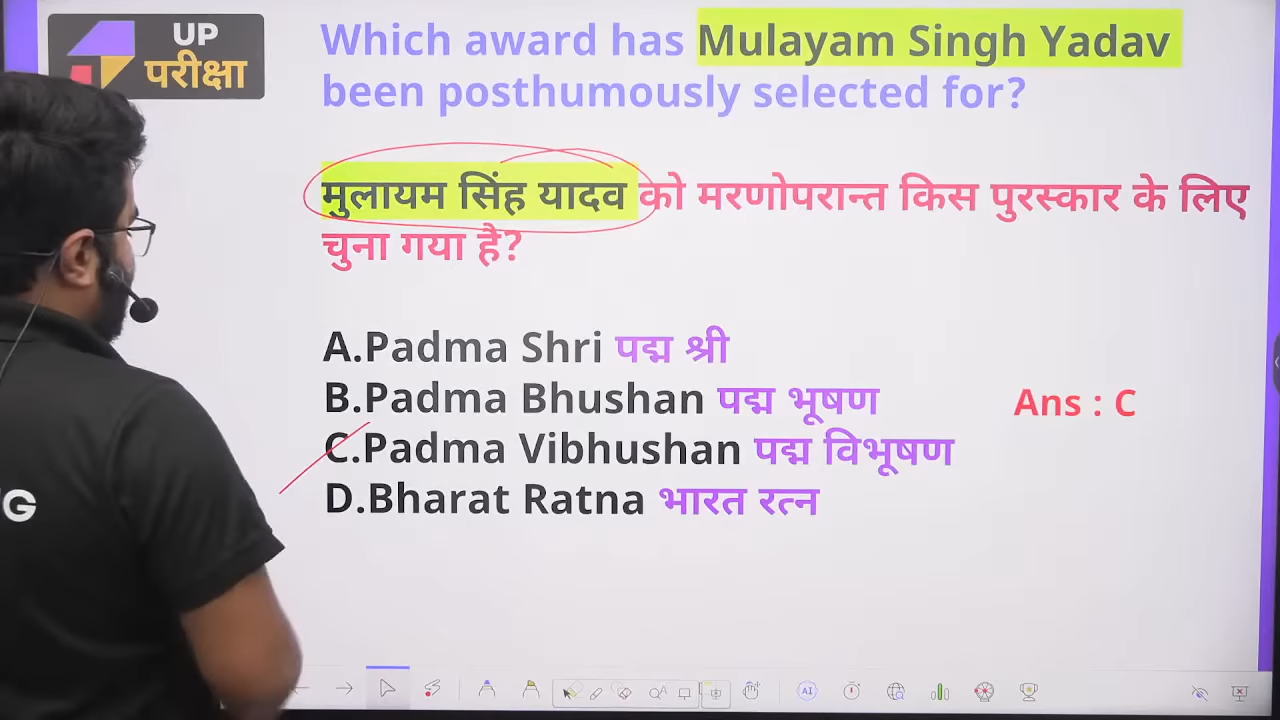 UP
परीक्षा
Which award has Mulayam Singh Yadav
been posthumously selected for?
मुलायम सिंह यादव को मरणोपरान्त किस पुरस्कार के लिए
चुना गया है?
A.Padma Shri पद्म श्री
B.Padma Bhushan पद्म भूषण
Ans : C
C.Padma Vibhushan पद्म विभूषण
D.Bharat Ratna भारत रत्न
G
AI